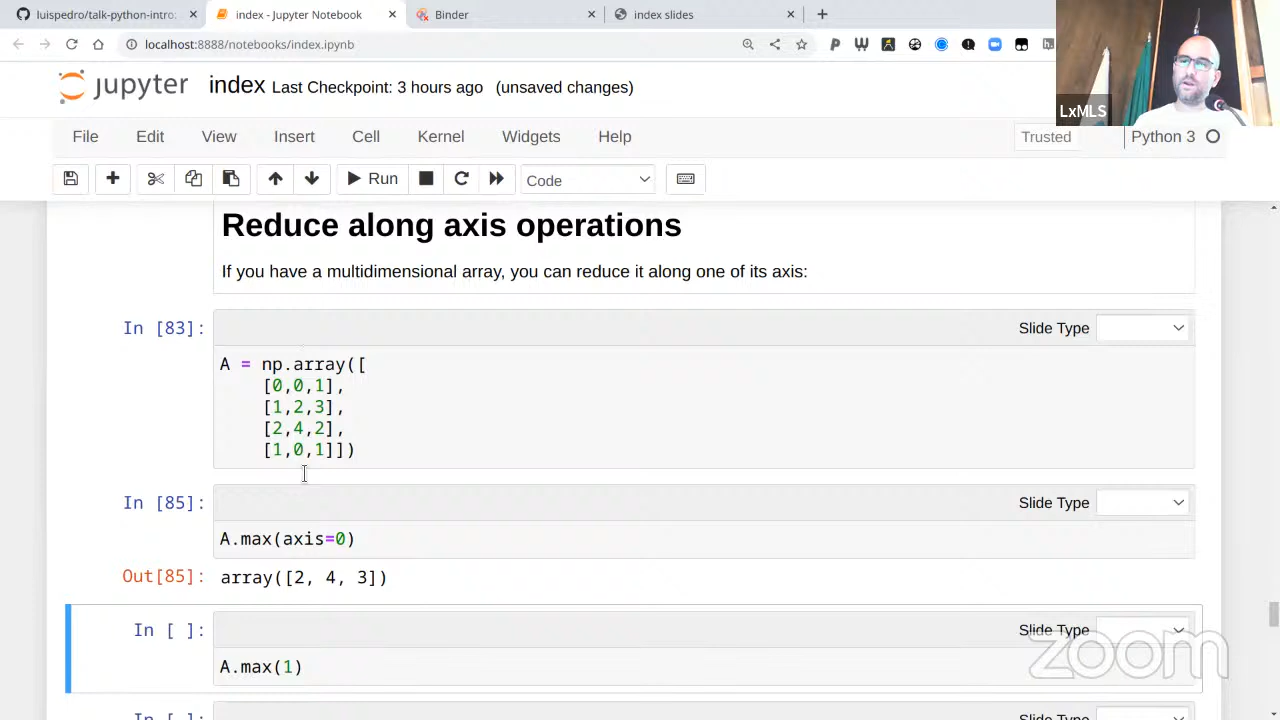 luispedro/talk-python-intro:
index - Jupyter Notebook
Binder
index slides
localhost:8888/notebooks/index.ipynb
LxMLS
jupyter index Last Checkpoint: 3 hours ago (unsaved changes)
File Edit View Insert Cell Kernel Widgets Help Trusted Python 3
Run Code
Reduce along axis operations
If you have a multidimensional array, you can reduce it along one of its axis:
In [83]: Slide Type
A = np.array([
[0,0,1],
[1,2,3],
[2,4,2],
[1,0,1]])
In [85]: Slide Type
A.max(axis=0)
Out[85]: array([2, 4, 3])
In [ ]: Slide Type
zoom
A.max(1)
In [ ]: Slide Type